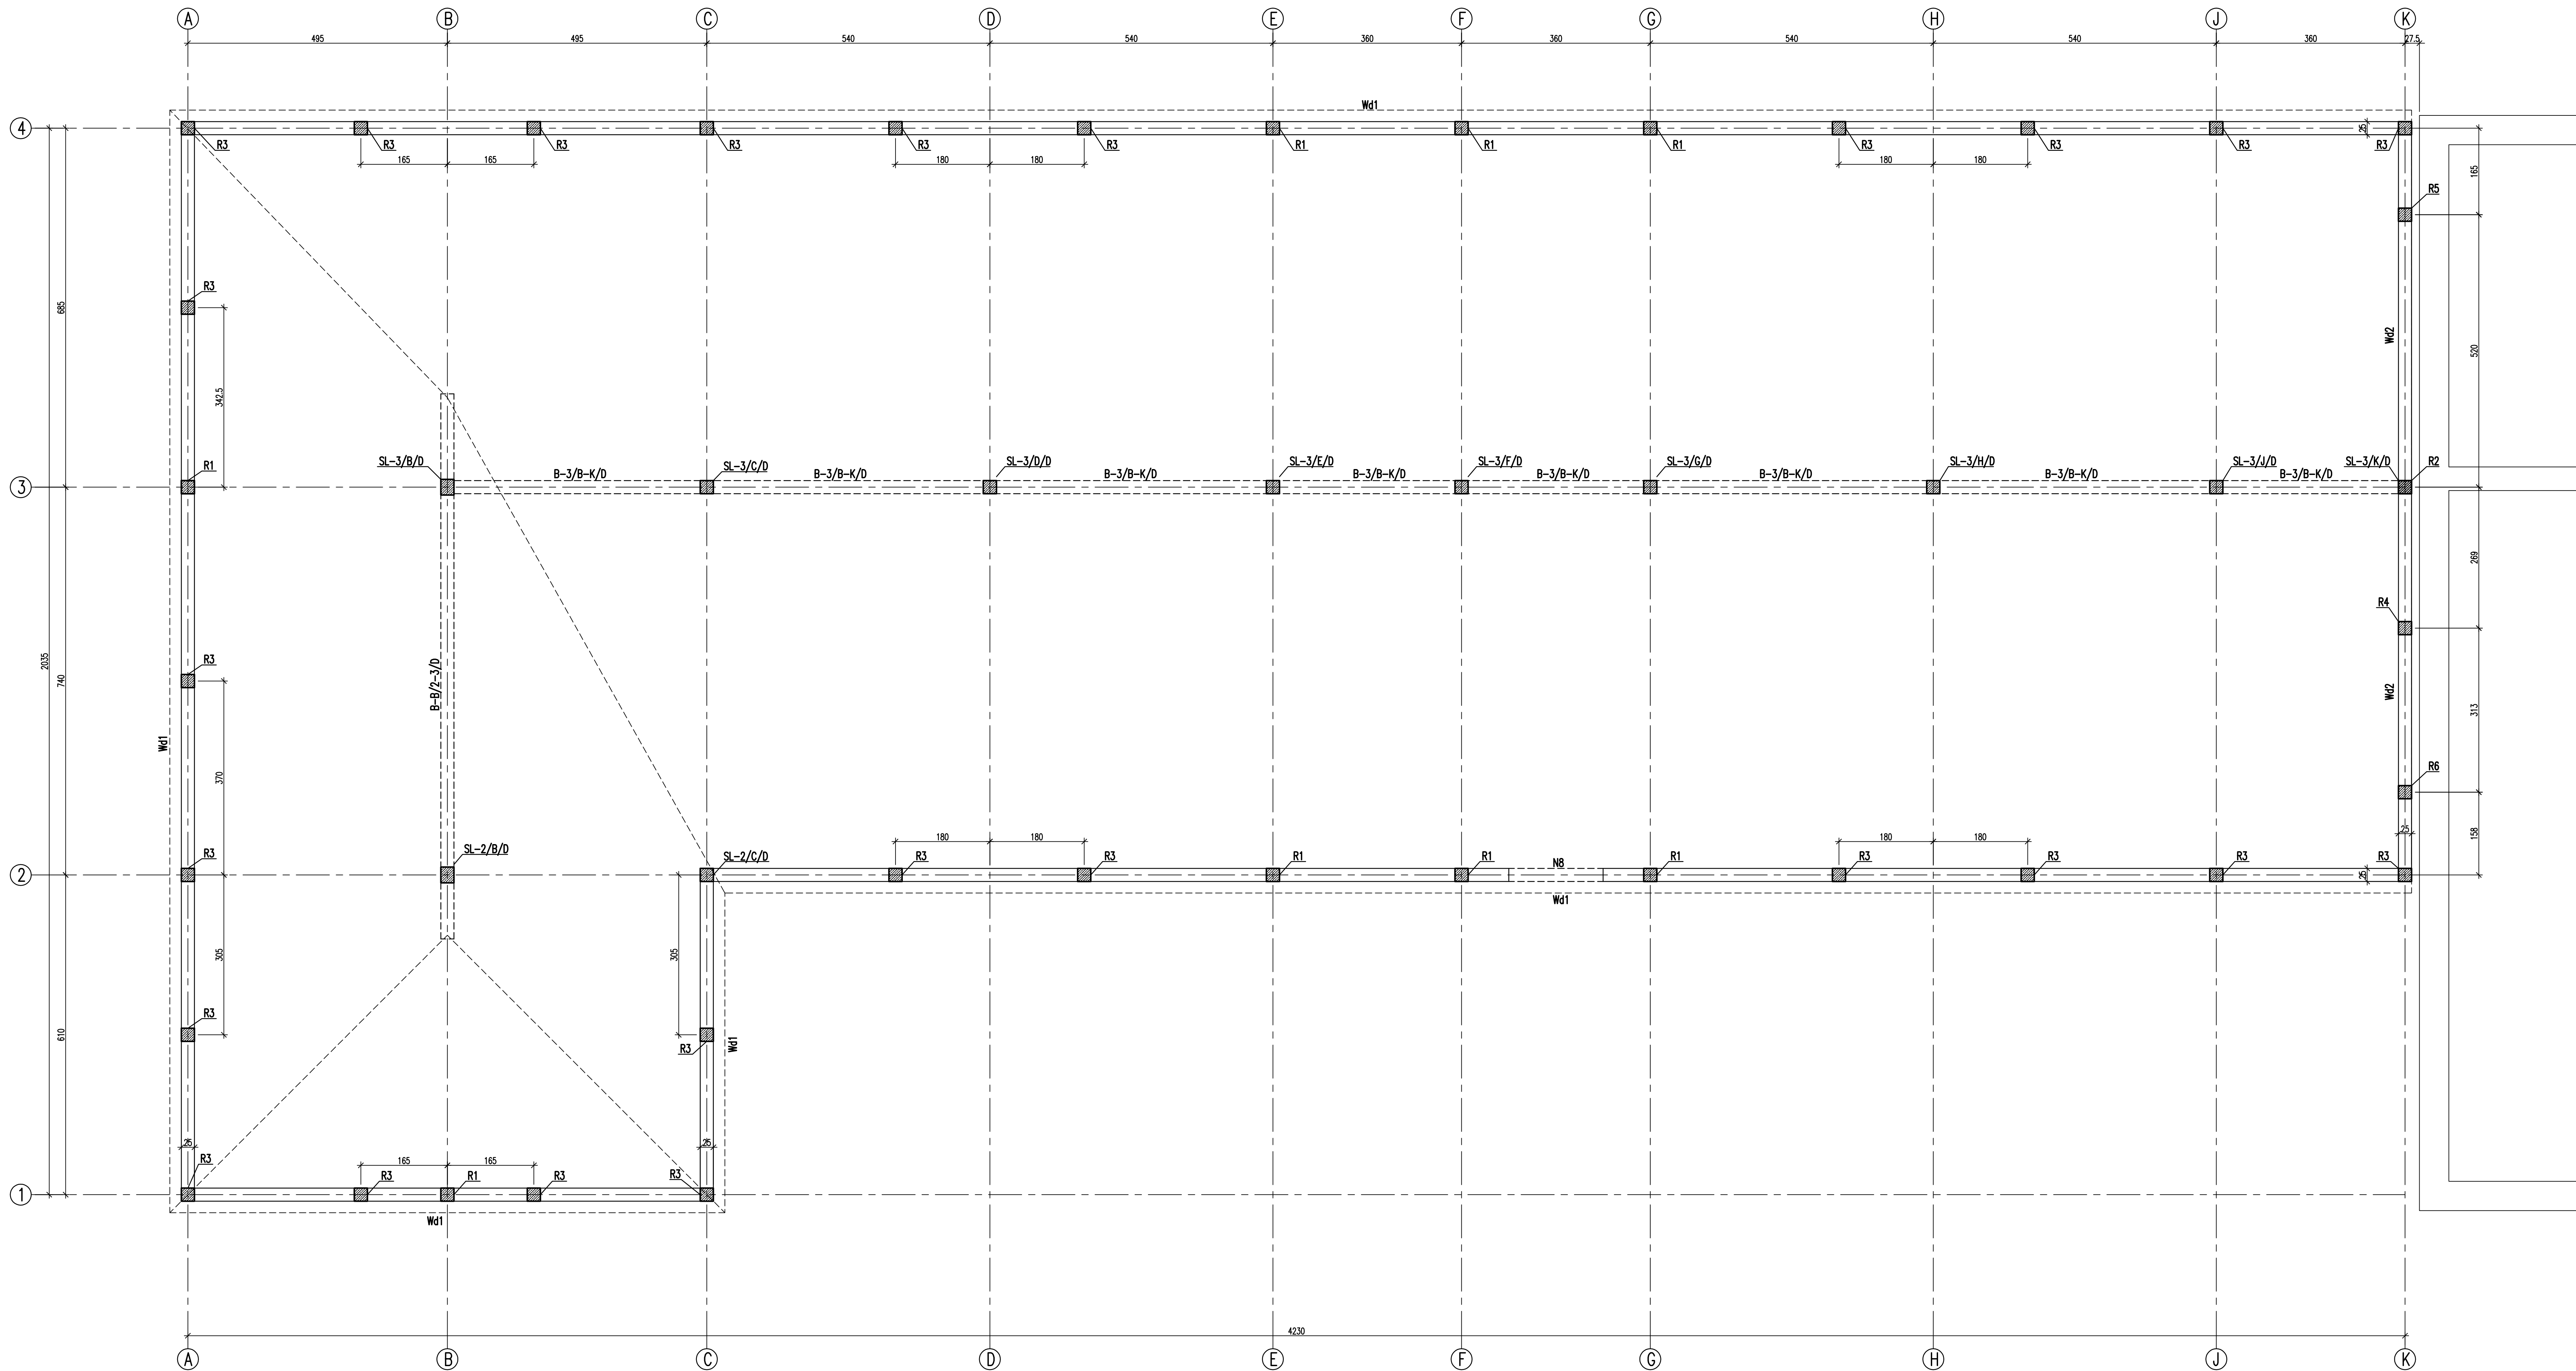 A B C D E F G H J K
495 495 540 540 360 360 540 540 360 27.5
Wd1
4
25
R3 R3 R3 R3 R3 R3 R1 R1 R1 R3 R3 R3 R3
165 165 180 180 180 180
165
R5
R3
685
Wd2
520
342.5
R1
SL-3/B/D B-3/B-K/D SL-3/C/D B-3/B-K/D SL-3/D/D B-3/B-K/D SL-3/E/D B-3/B-K/D SL-3/F/D B-3/B-K/D SL-3/G/D B-3/B-K/D SL-3/H/D B-3/B-K/D SL-3/J/D B-3/B-K/D SL-3/K/D R2
3
269
R4
2035
740
R3
B-B/2-3/D
Wd2
313
Wd1
370
R6
25
158
180 180 180 180
R3 SL-2/B/D SL-2/C/D R3 R3 R1 R1 N8 R1 R3 R3 R3 R3
2
25
Wd1
305 305
R3
R3
Wd1
610
25 25
165 165
R3 R3 R1 R3 R3
1
Wd1
4230
A B C D E F G H J K